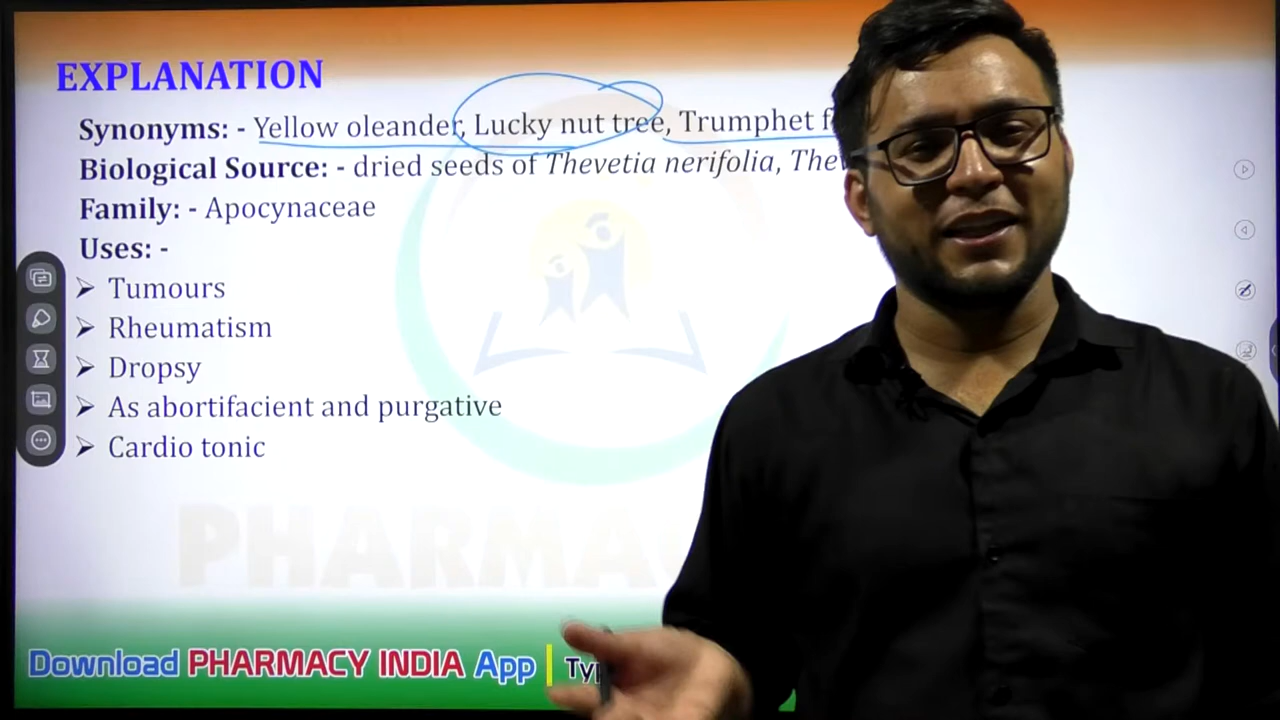 EXPLANATION
Synonyms: - Yellow oleander, Lucky nut tree, Trumphet
Biological Source: - dried seeds of Thevetia nerifolia,
Family: - Apocynaceae
Uses: -
➢ Tumours
➢ Rheumatism
➢ Dropsy
➢ As abortifacient and purgative
➢ Cardio tonic
PHARMA
Download PHARMACY INDIA App |